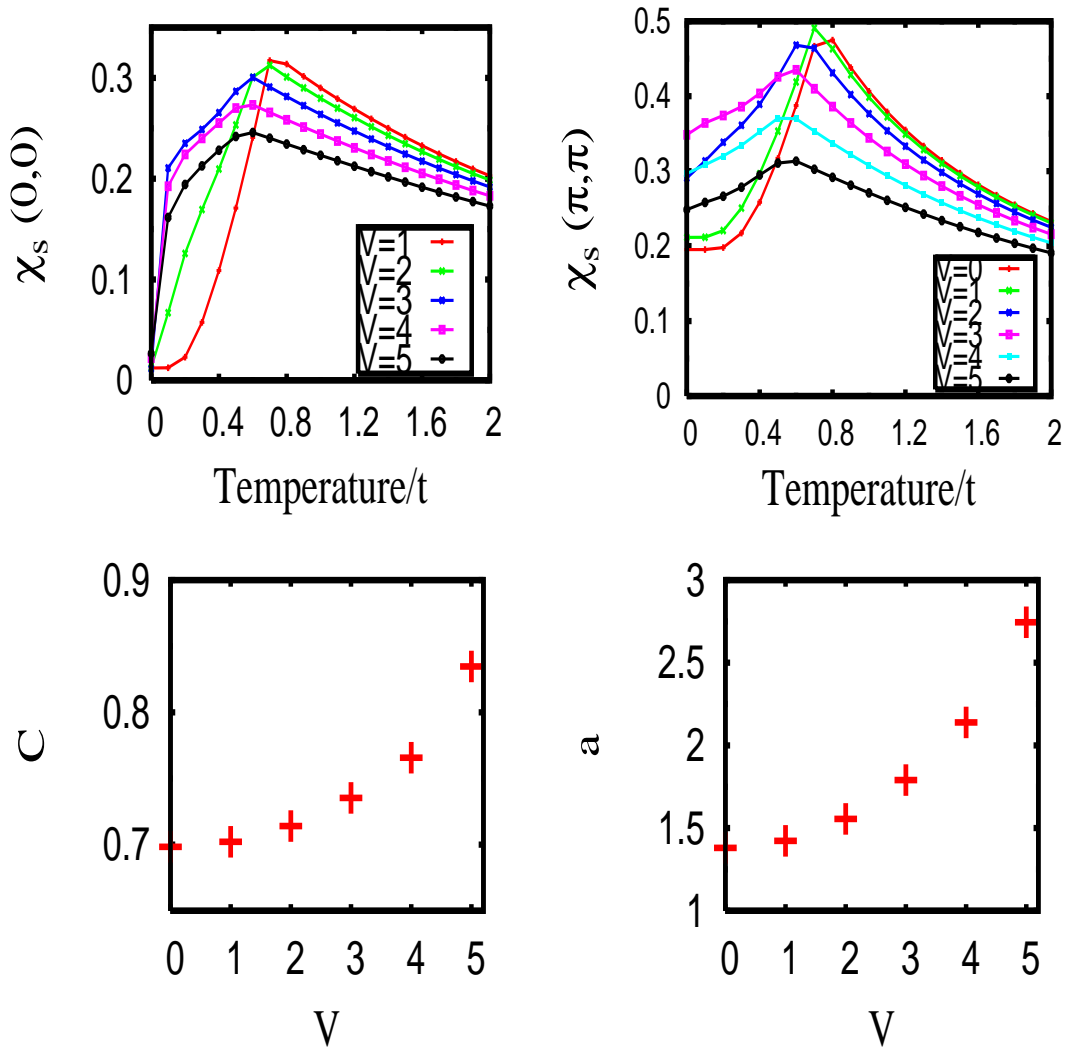 χs (0,0)
0.3
0.2
0.1
0
V=1
V=2
V=3
V=4
V=5
0 0.4 0.8 1.2 1.6 2
Temperature/t
χs (π,π)
0.5
0.4
0.3
0.2
0.1
0
V=0
V=1
V=2
V=3
V=4
V=5
0 0.4 0.8 1.2 1.6 2
Temperature/t
C
0.9
0.8
0.7
0 1 2 3 4 5
V
a
3
2.5
2
1.5
1
0 1 2 3 4 5
V